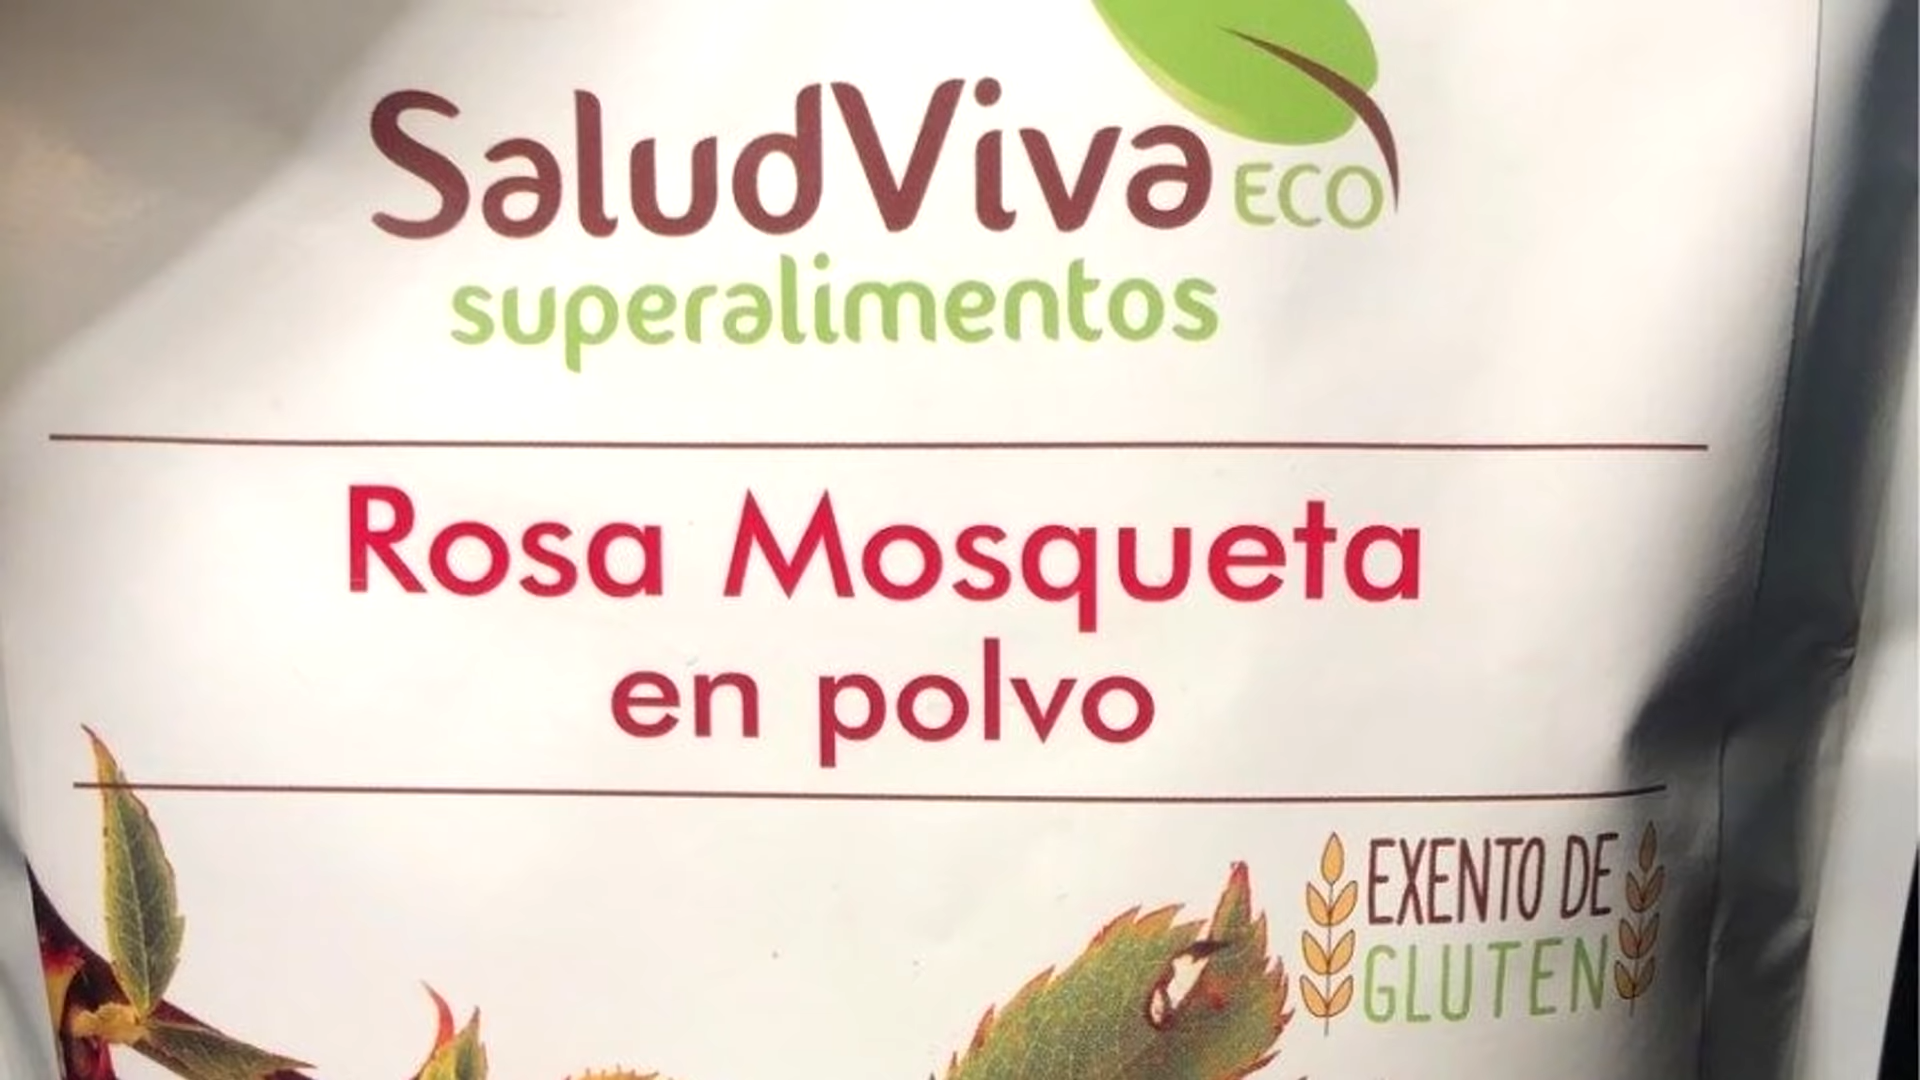 SaludViva ECO
superalimentos
Rosa Mosqueta
en polvo
EXENTO DE
GLUTEN